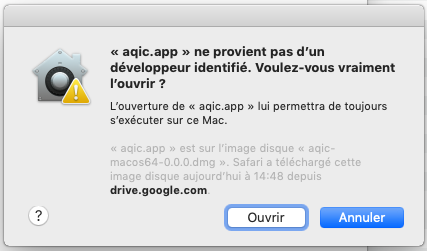 « aqic.app » ne provient pas d’un
développeur identifié. Voulez-vous vraiment
l’ouvrir ?
L’ouverture de « aqic.app » lui permettra de toujours
s’exécuter sur ce Mac.
« aqic.app » est sur l’image disque « aqic-
macos64-0.0.0.dmg ». Safari a téléchargé cette
image disque aujourd’hui à 14:48 depuis
drive.google.com.
? Ouvrir Annuler